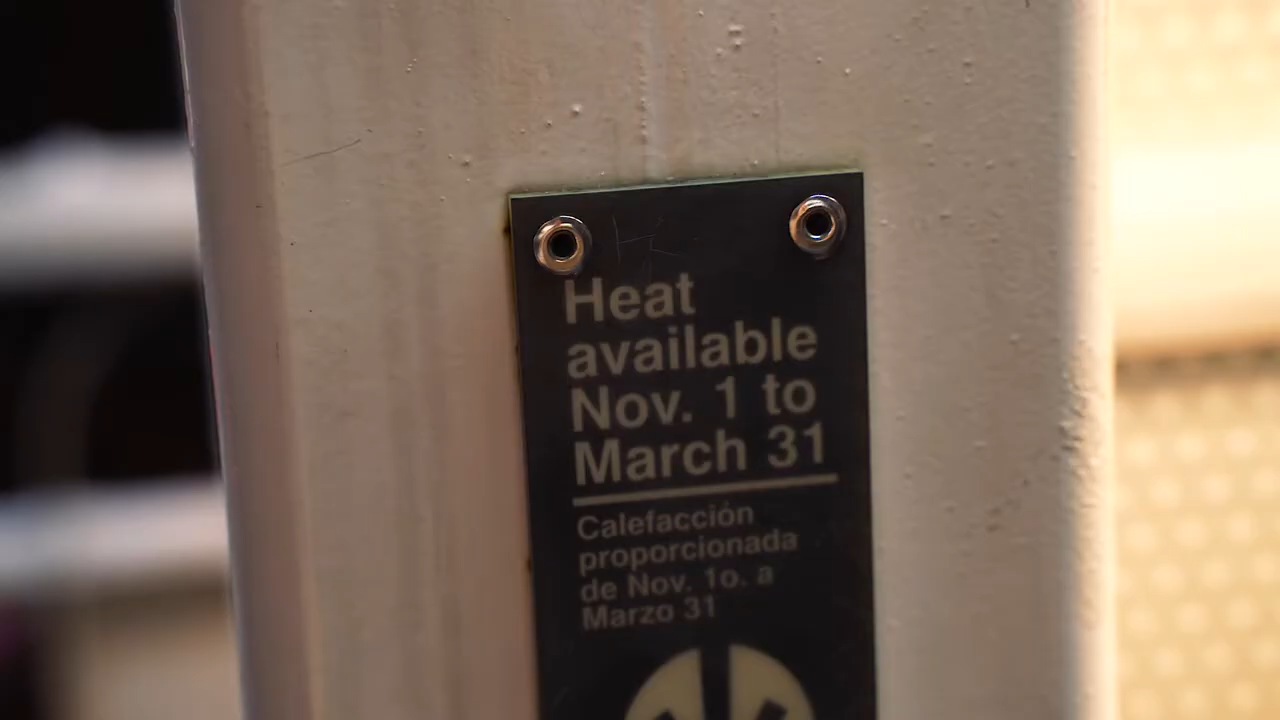 Heat
available
Nov. 1 to
March 31
Calefacción
proporcionada
de Nov. 1o. a
Marzo 31